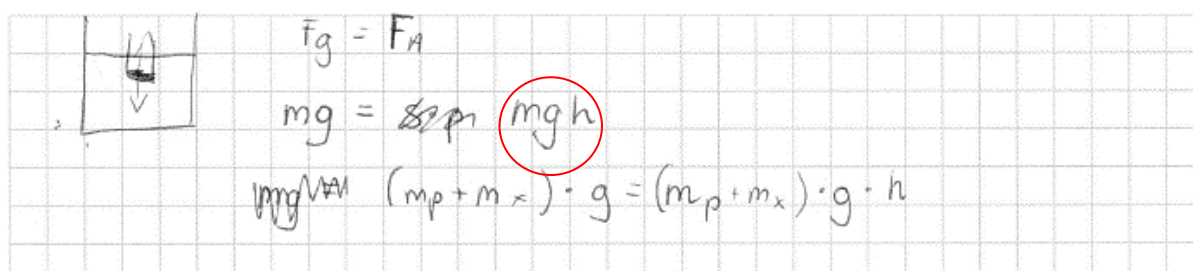 Fg = FA
mg = mgh
(mp + mx) · g = (mp + mx) · g · h